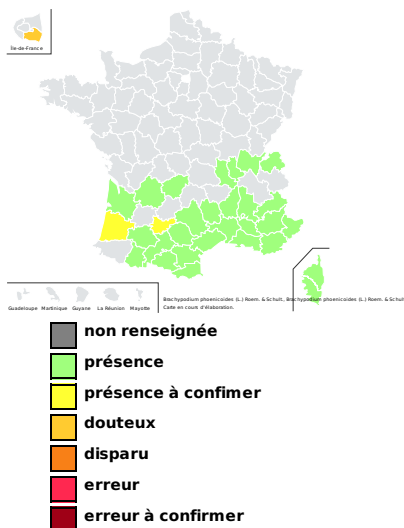 Île-de-France
Guadeloupe Martinique Guyane La Réunion Mayotte
Brachypodium phoenicoides (L.) Roem. & Schult., Brachypodium phoenicoides (L.) Roem. & Schult
Carte en cours d'élaboration.
non renseignée
présence
présence à confimer
douteux
disparu
erreur
erreur à confirmer